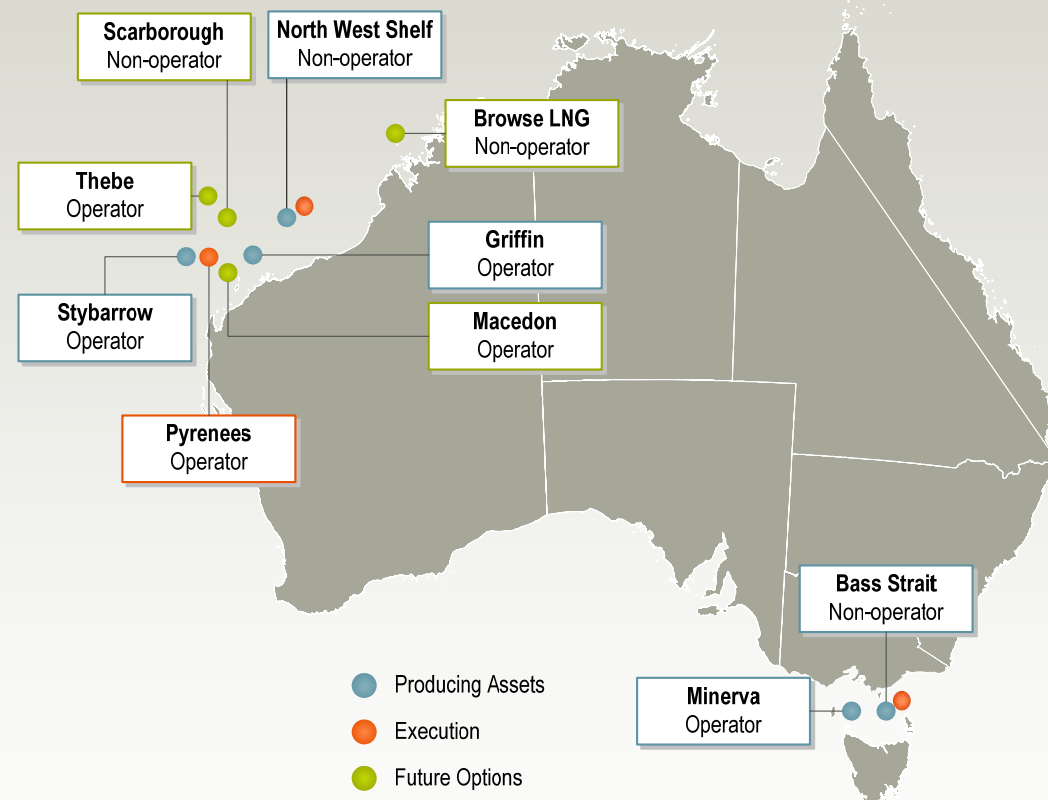 Scarborough
Non-operator
North West Shelf
Non-operator
Browse LNG
Non-operator
Thebe
Operator
Griffin
Operator
Stybarrow
Operator
Macedon
Operator
Pyrenees
Operator
Bass Strait
Non-operator
Minerva
Operator
Producing Assets
Execution
Future Options